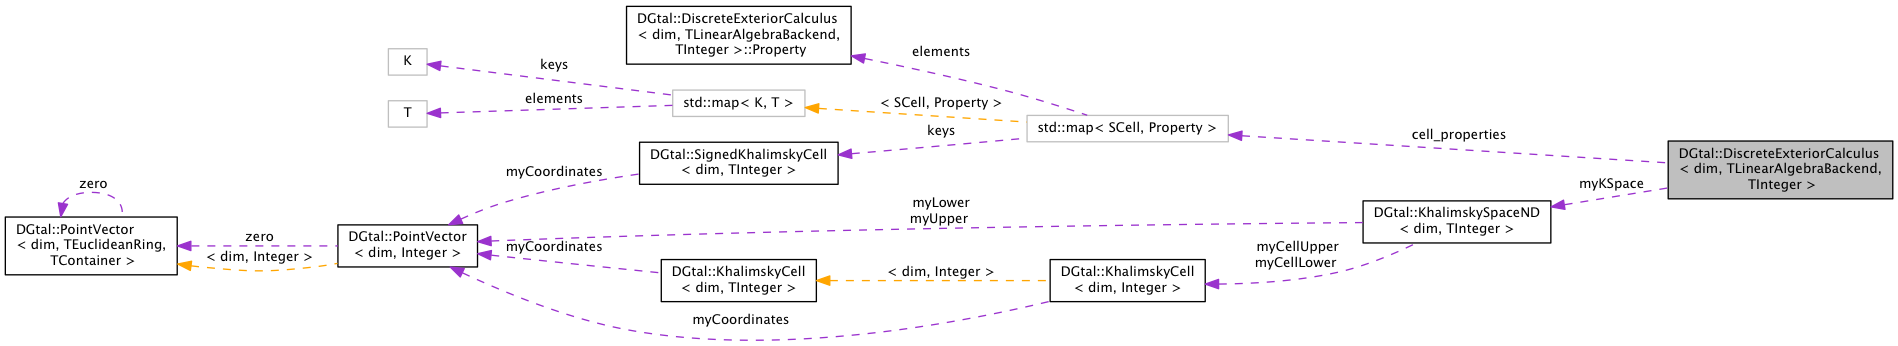 DGtal::DiscreteExteriorCalculus
< dim, TLinearAlgebraBackend,
TInteger >::Property
K
keys
elements
T
elements
std::map< K, T >
< SCell, Property >
std::map< SCell, Property >
keys
cell_properties
DGtal::SignedKhalimskyCell
< dim, TInteger >
DGtal::DiscreteExteriorCalculus
< dim, TLinearAlgebraBackend,
TInteger >
myCoordinates
myKSpace
zero
DGtal::PointVector
< dim, TEuclideanRing,
TContainer >
zero
< dim, Integer >
DGtal::PointVector
< dim, Integer >
myLower
myUpper
DGtal::KhalimskySpaceND
< dim, TInteger >
myCoordinates
myCellUpper
myCellLower
DGtal::KhalimskyCell
< dim, TInteger >
< dim, Integer >
DGtal::KhalimskyCell
< dim, Integer >
myCoordinates